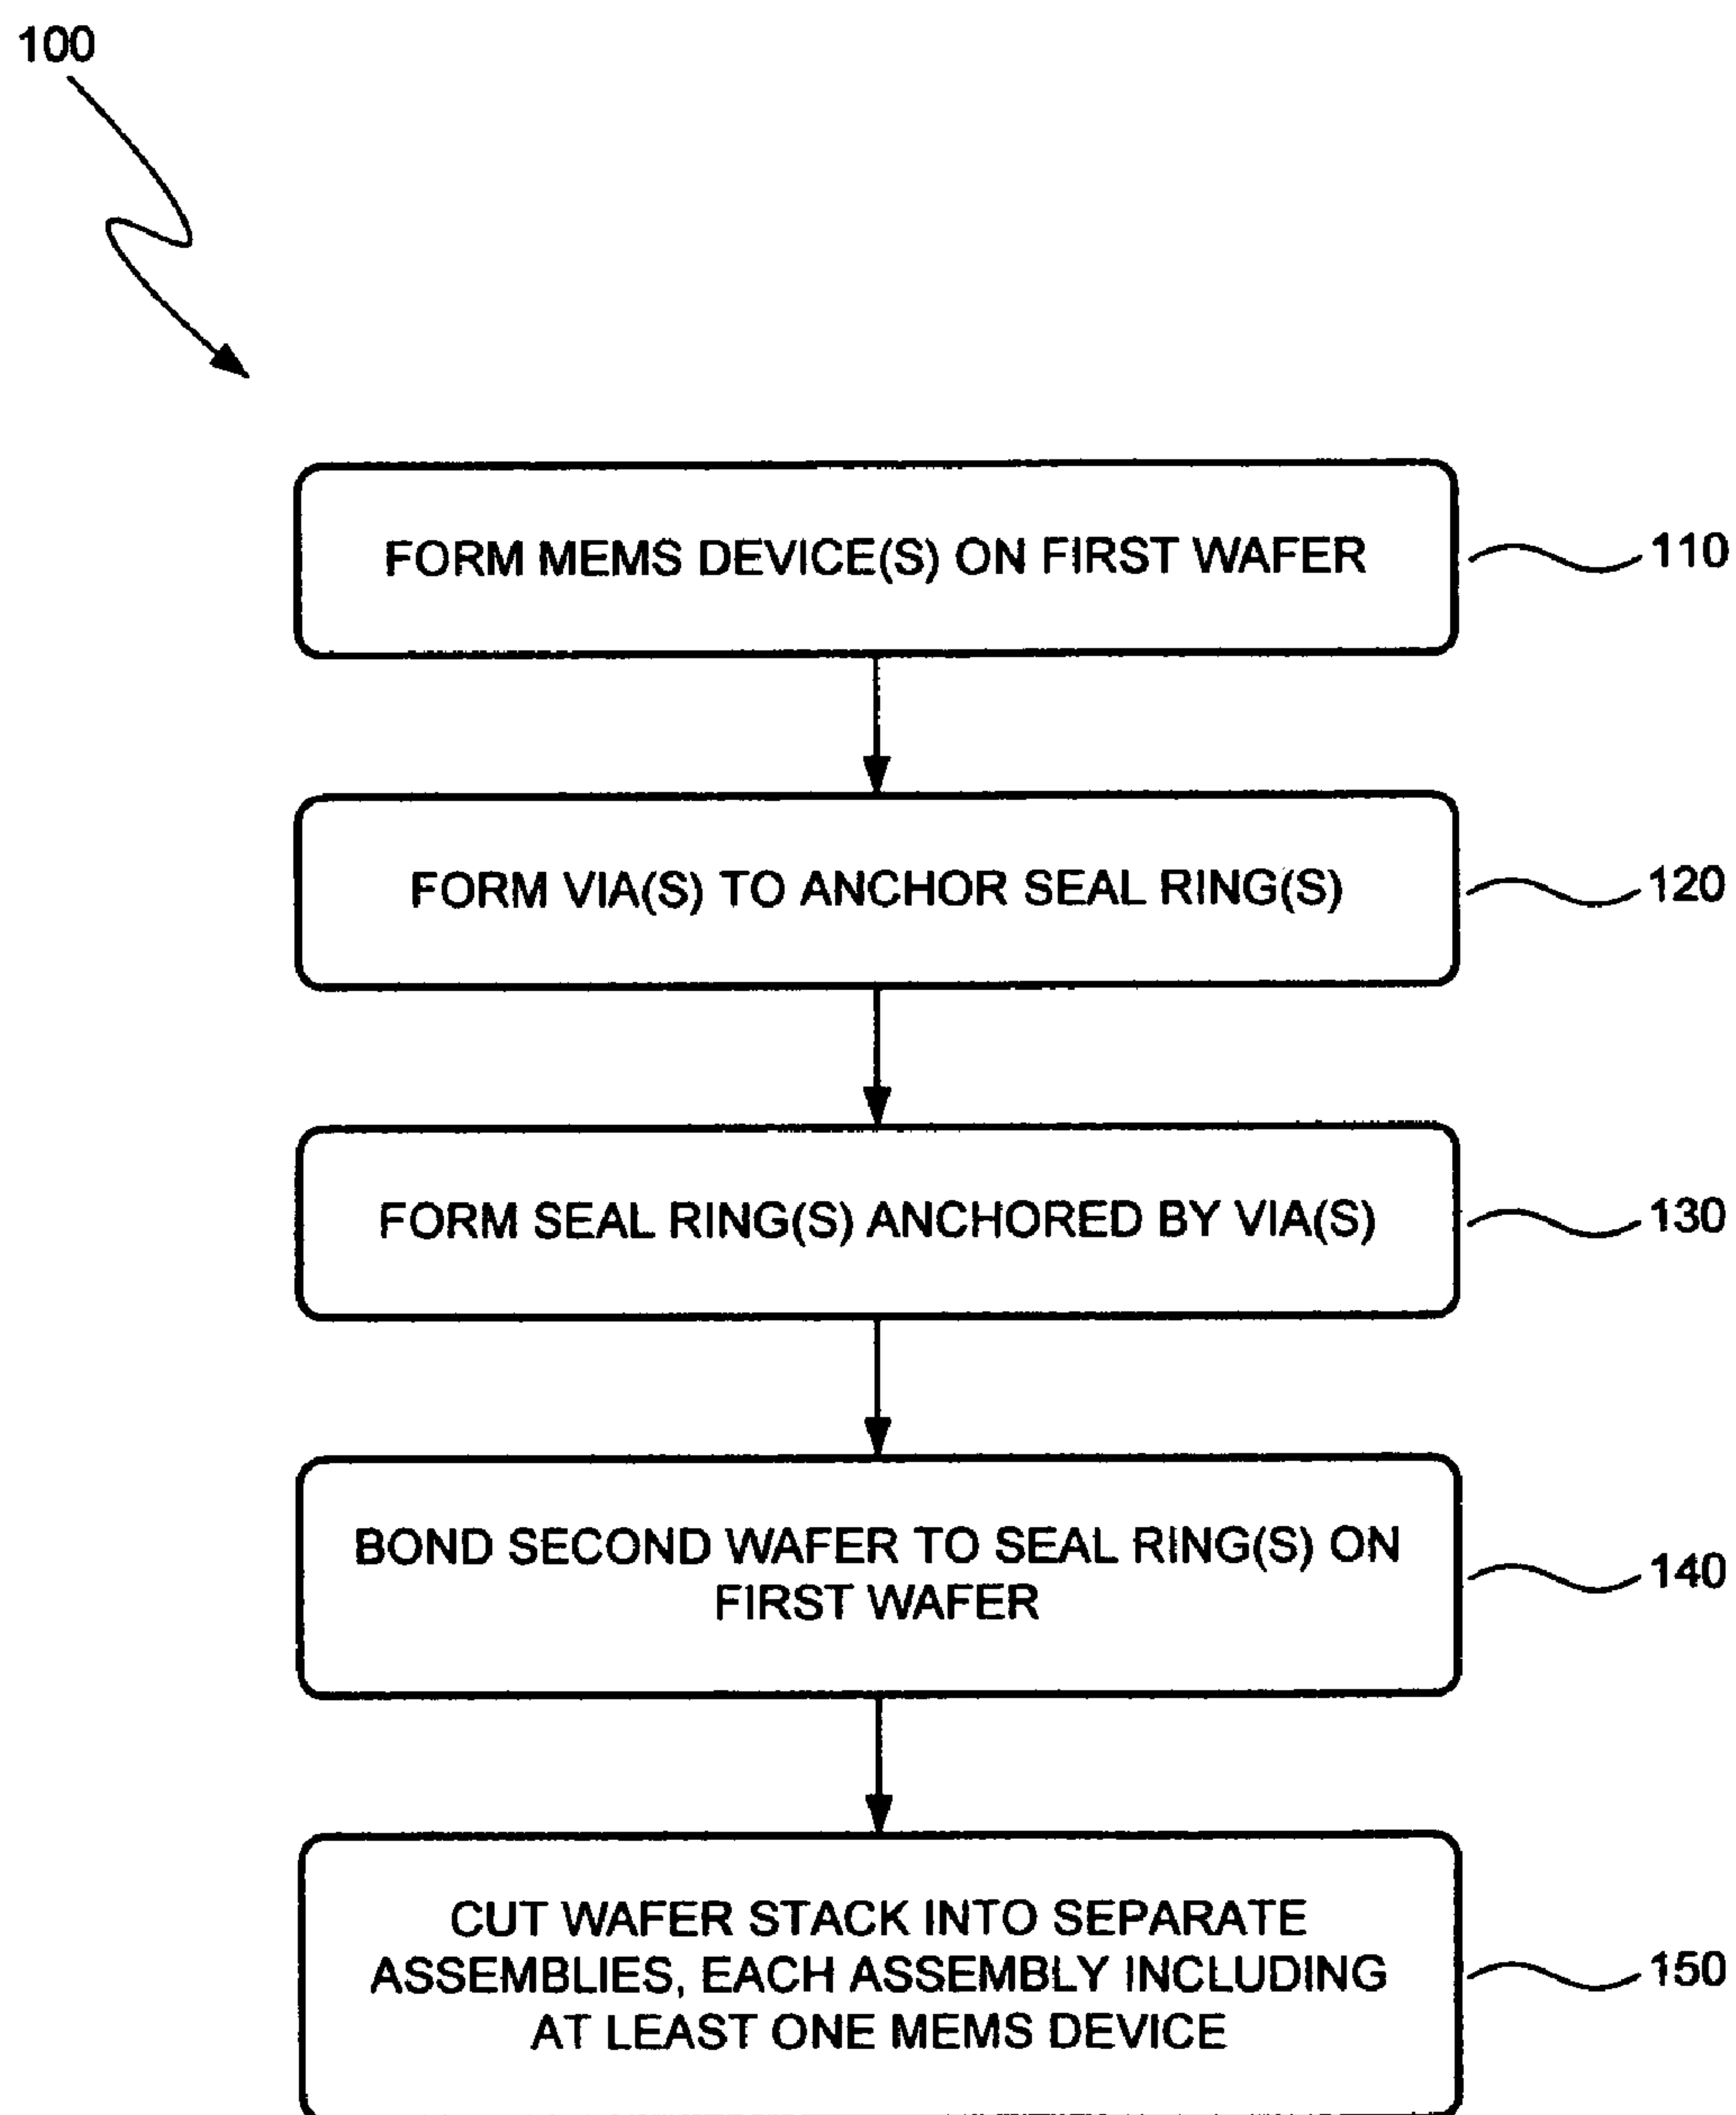 100
FORM MEMS DEVICE(S) ON FIRST WAFER
110
FORM VIA(S) TO ANCHOR SEAL RING(S)
120
FORM SEAL RING(S) ANCHORED BY VIA(S)
130
BOND SECOND WAFER TO SEAL RING(S) ON
FIRST WAFER
140
CUT WAFER STACK INTO SEPARATE
ASSEMBLIES, EACH ASSEMBLY INCLUDING
AT LEAST ONE MEMS DEVICE
150